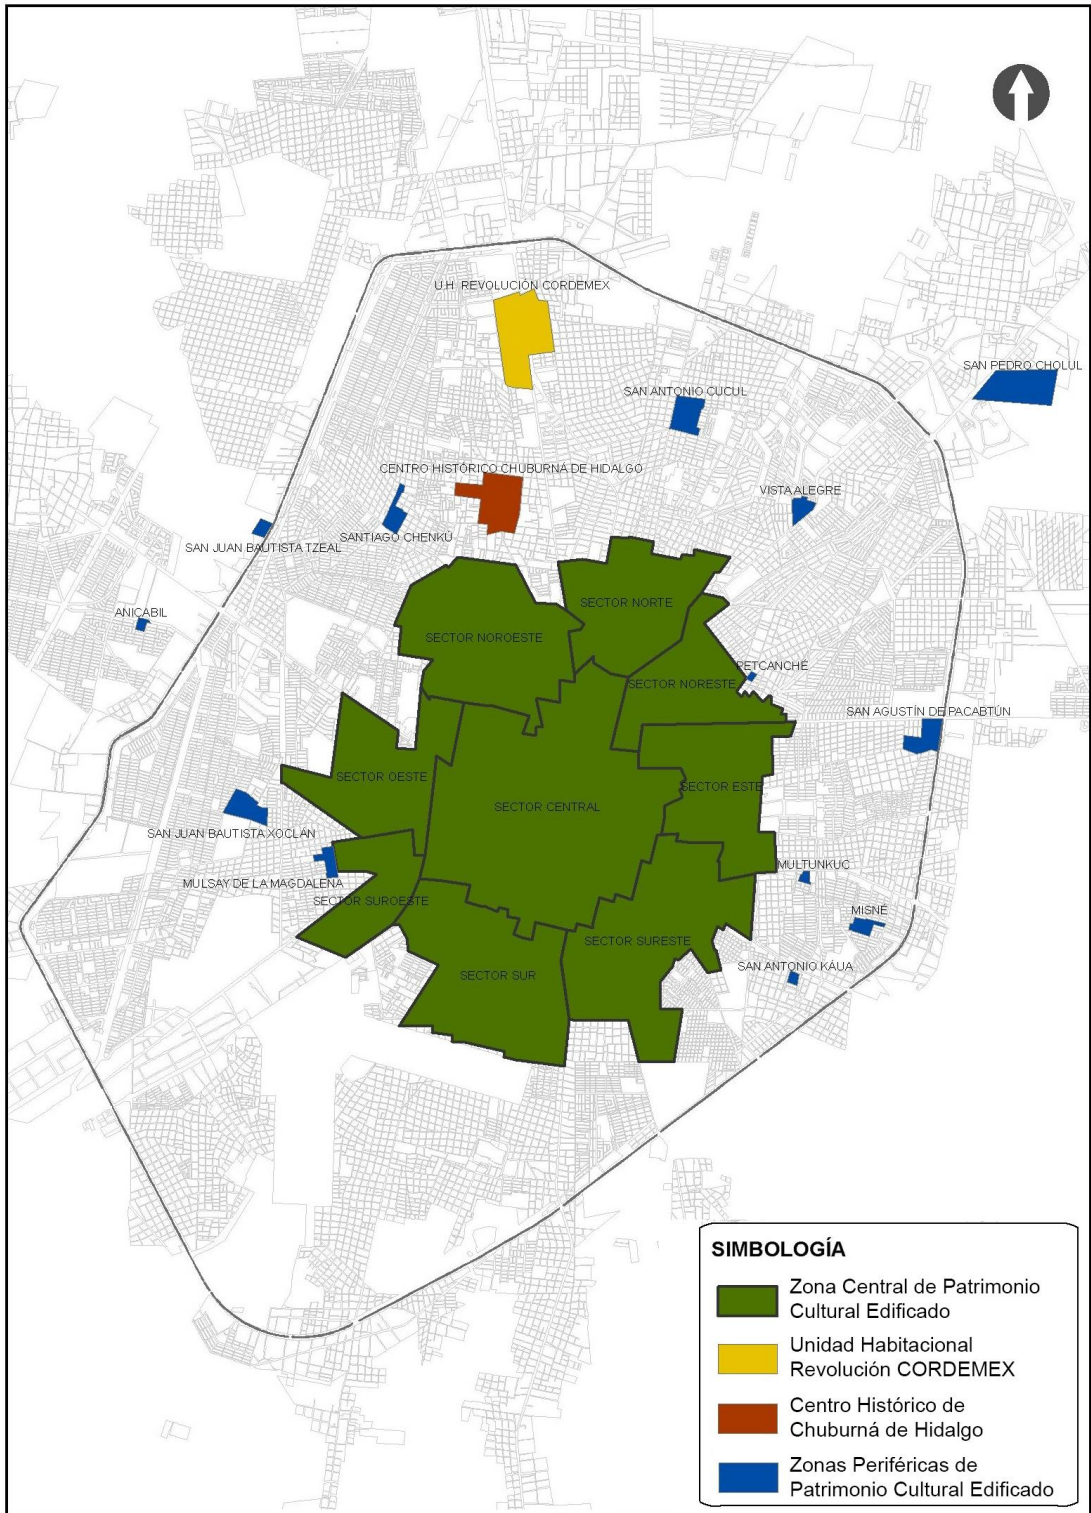 U.H. REVOLUCIÓN CORDEMEX
SAN PEDRO CHOLUL
SAN ANTONIO CUCUL
CENTRO HISTÓRICO CHUBURNÁ DE HIDALGO
VISTA ALEGRE
SANTIAGO CHENKÚ
SAN JUAN BAUTISTA TZEAL
ANICABIL
SECTOR NORTE
SECTOR NOROESTE
PETCANCHÉ
SECTOR NORESTE
SAN AGUSTÍN DE PACABTÚN
SECTOR OESTE
SECTOR ESTE
SECTOR CENTRAL
SAN JUAN BAUTISTA XOCLÁN
MULTUNKUC
MULSAY DE LA MAGDALENA
SECTOR SUROESTE
MISNÉ
SECTOR SURESTE
SAN ANTONIO KÁUA
SECTOR SUR
SIMBOLOGÍA
Zona Central de Patrimonio
Cultural Edificado
Unidad Habitacional
Revolución CORDEMEX
Centro Histórico de
Chuburná de Hidalgo
Zonas Periféricas de
Patrimonio Cultural Edificado